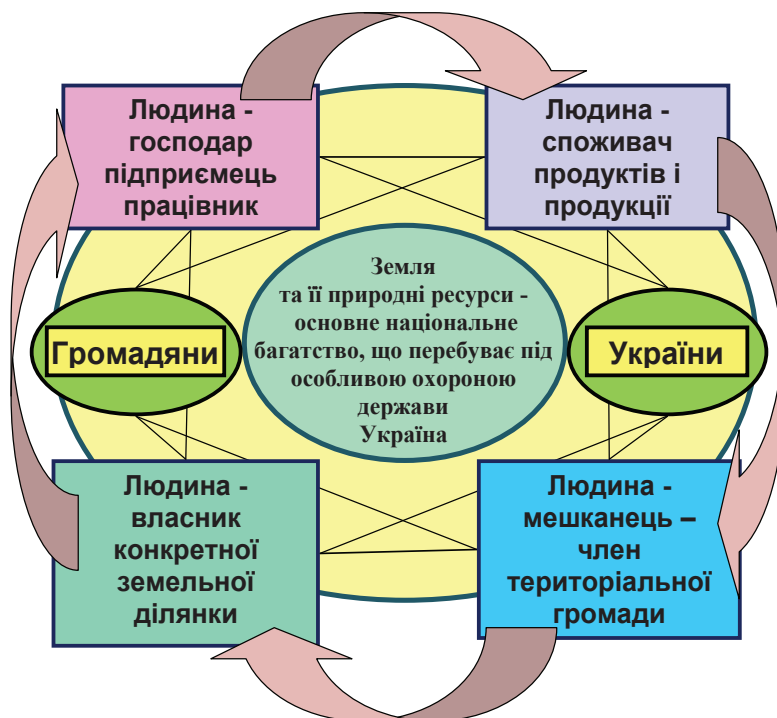 Людина -
господар
підприємець
працівник
Людина -
споживач
продуктів і
продукції
Земля
та її природні ресурси -
основне національне
багатство, що перебуває під
особливою охороною
держави
Україна
Громадяни
України
Людина -
власник
конкретної
земельної
ділянки
Людина -
мешканець –
член
територіальної
громади